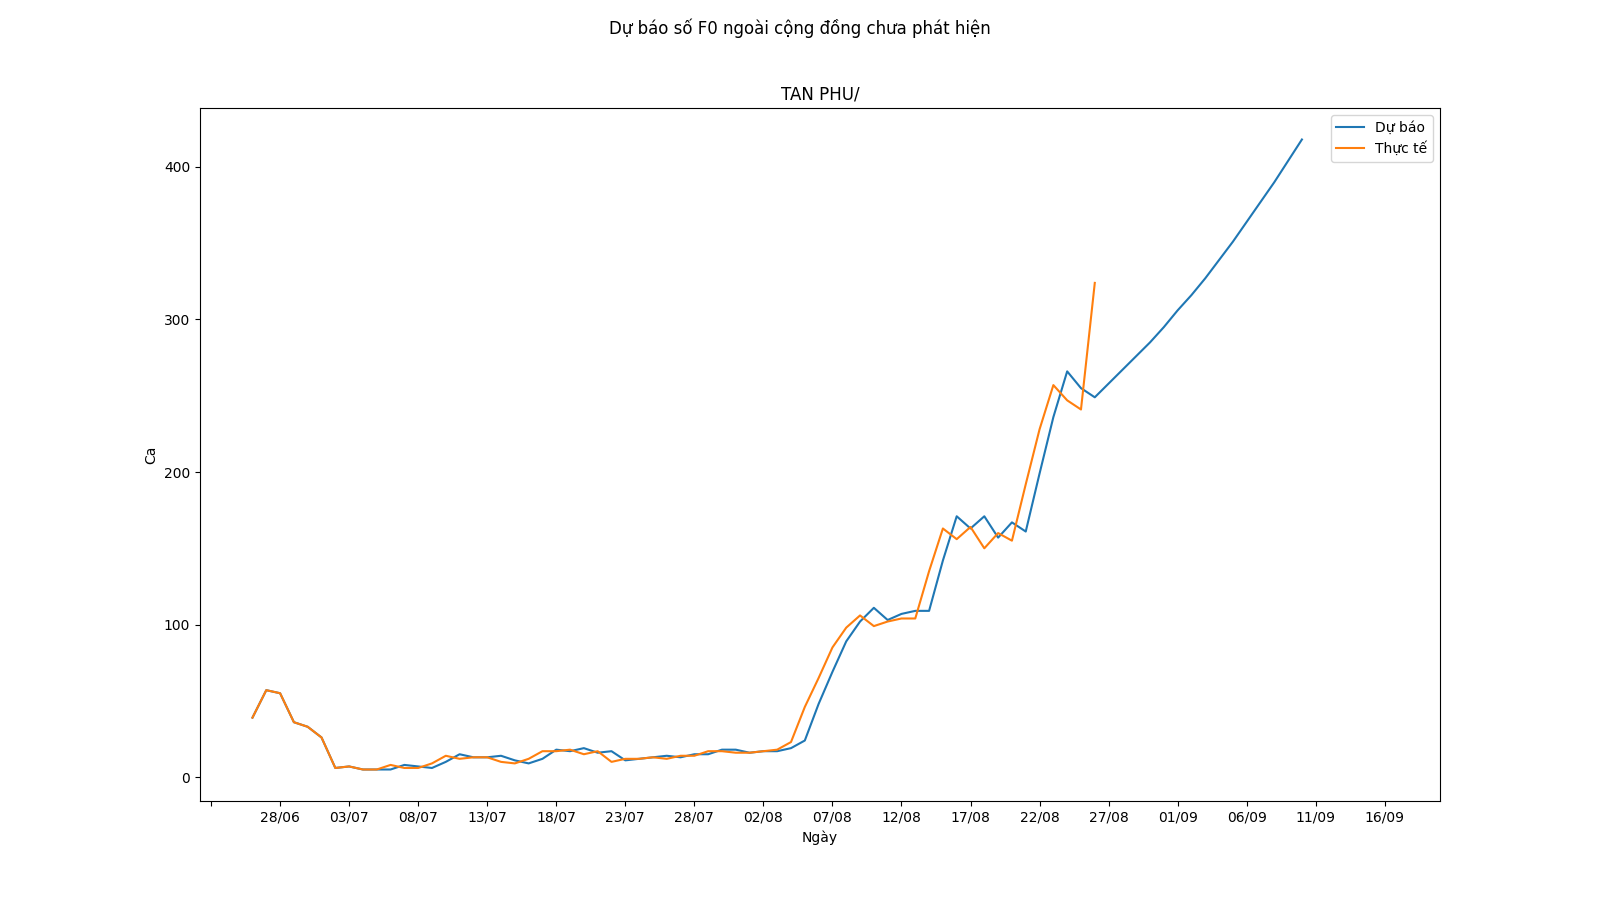 Dự báo số F0 ngoài cộng đồng chưa phát hiện
TAN PHU/
Dự báo
Thực tế
400
300
200
100
0
Ca
28/06 03/07 08/07 13/07 18/07 23/07 28/07 02/08 07/08 12/08 17/08 22/08 27/08 01/09 06/09 11/09 16/09
Ngày